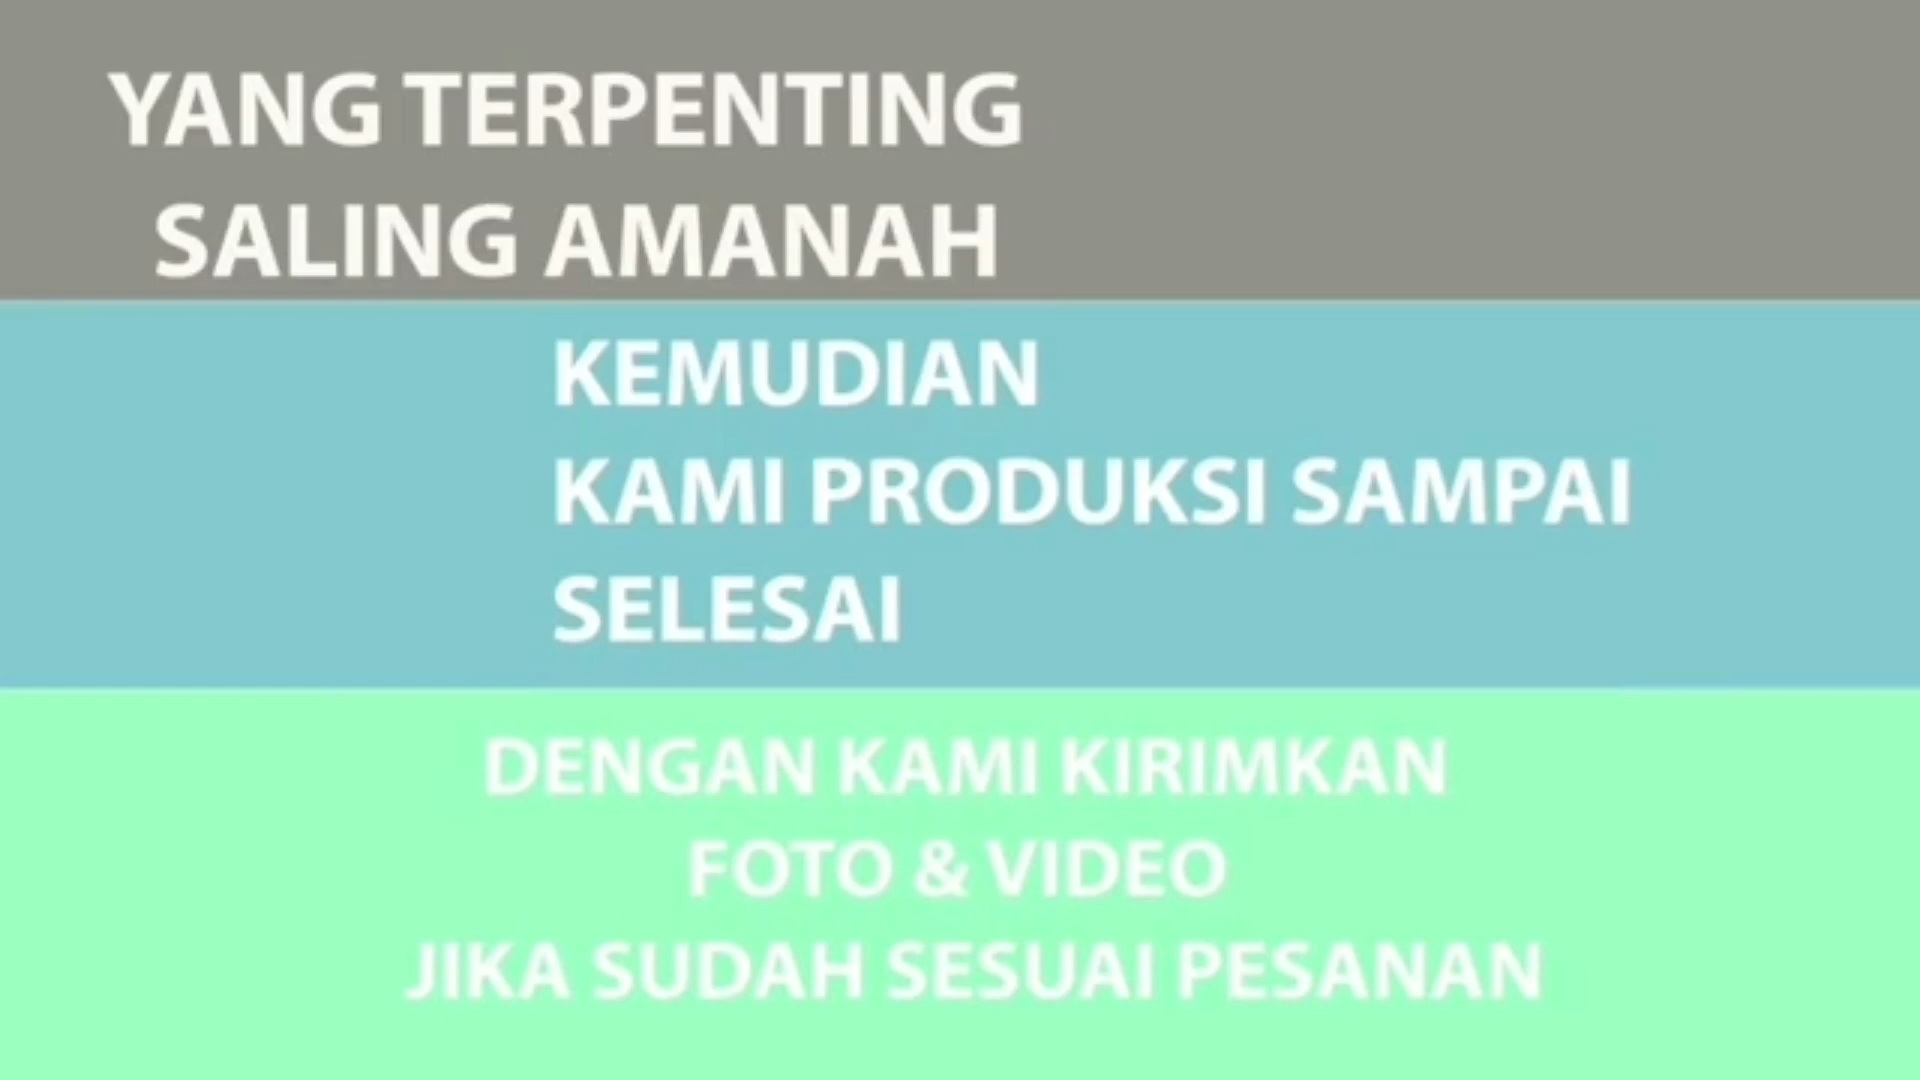 YANG TERPENTING
SALING AMANAH
KEMUDIAN
KAMI PRODUKSI SAMPAI
SELESAI
DENGAN KAMI KIRIMKAN
FOTO & VIDEO
JIKA SUDAH SESUAI PESANAN